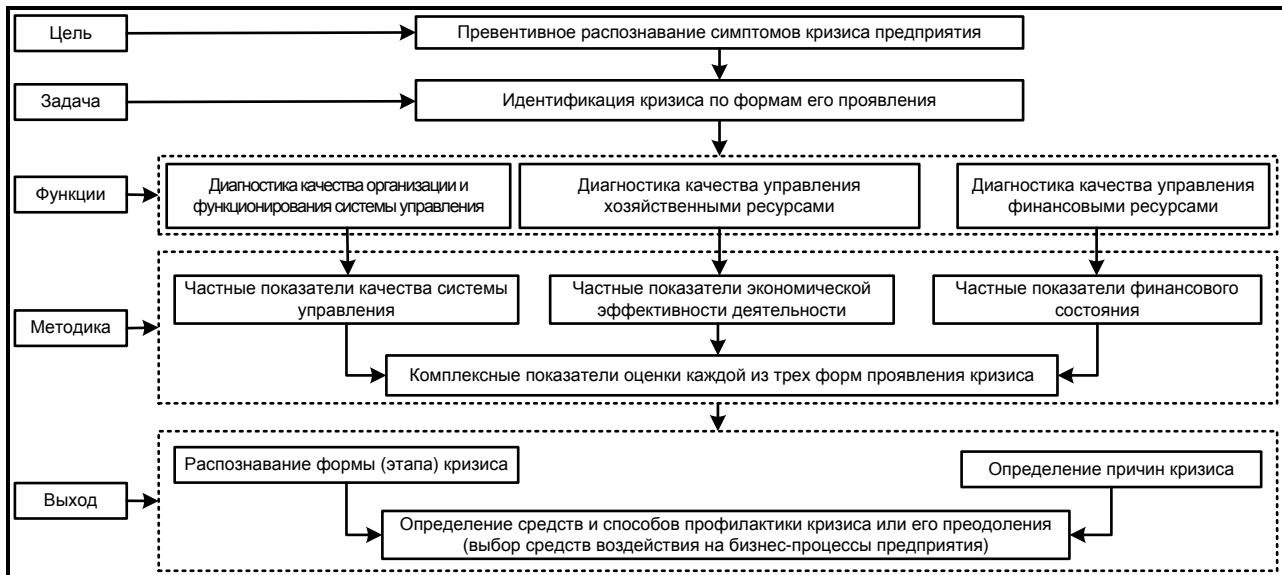 Цель
Превентивное распознавание симптомов кризиса предприятия
Задача
Идентификация кризиса по формам его проявления
Функции
Диагностика качества организации и
функционирования системы управления
Диагностика качества управления
хозяйственными ресурсами
Диагностика качества управления
финансовыми ресурсами
Методика
Частные показатели качества системы
управления
Частные показатели экономической
эффективности деятельности
Частные показатели финансового
состояния
Комплексные показатели оценки каждой из трех форм проявления кризиса
Выход
Распознавание формы (этапа) кризиса
Определение причин кризиса
Определение средств и способов профилактики кризиса или его преодоления
(выбор средств воздействия на бизнес-процессы предприятия)